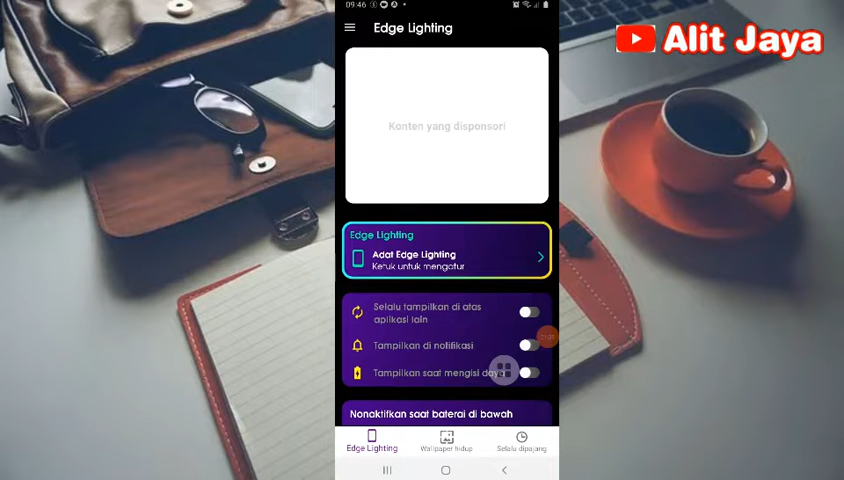 09:46
Edge Lighting
Alit Jaya
Konten yang disponsori
Edge Lighting
Adat Edge Lighting
Ketuk untuk mengatur
Selalu tampilkan di atas
aplikasi lain
Tampilkan di notifikasi
Tampilkan saat mengisi daya
Nonaktifkan saat baterai di bawah
Edge Lighting
Wallpaper hidup
Selalu dipajang